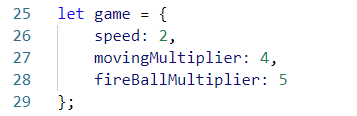 25 let game = {
26     speed: 2,
27     movingMultiplier: 4,
28     fireBallMultiplier: 5
29 };